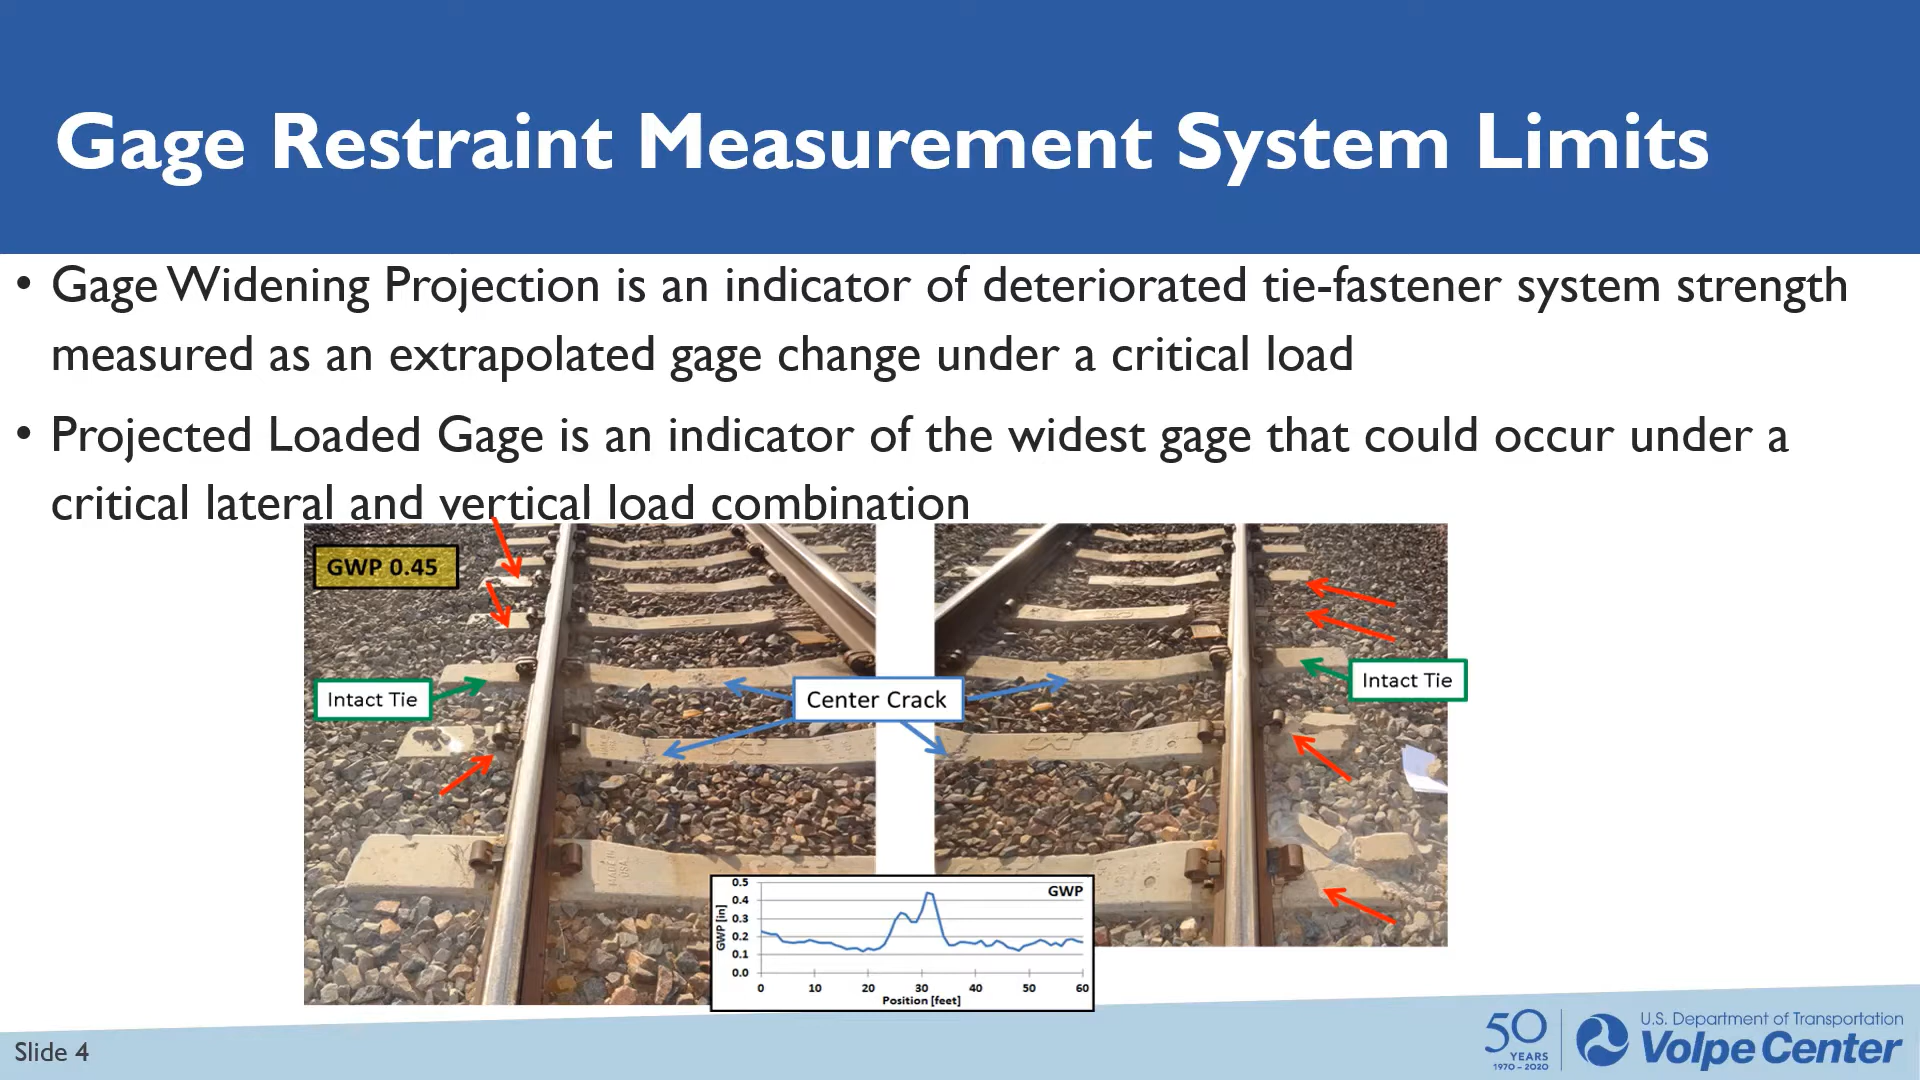 Gage Restraint Measurement System Limits
• Gage Widening Projection is an indicator of deteriorated tie-fastener system strength
measured as an extrapolated gage change under a critical load
• Projected Loaded Gage is an indicator of the widest gage that could occur under a
critical lateral and vertical load combination
GWP 0.45
Intact Tie
Center Crack
Intact Tie
GWP
GWP [in]
0.5
0.4
0.3
0.2
0.1
0.0
0 10 20 30 40 50 60
Position [feet]
Slide 4
50
YEARS
1970 – 2020
U.S. Department of Transportation
Volpe Center